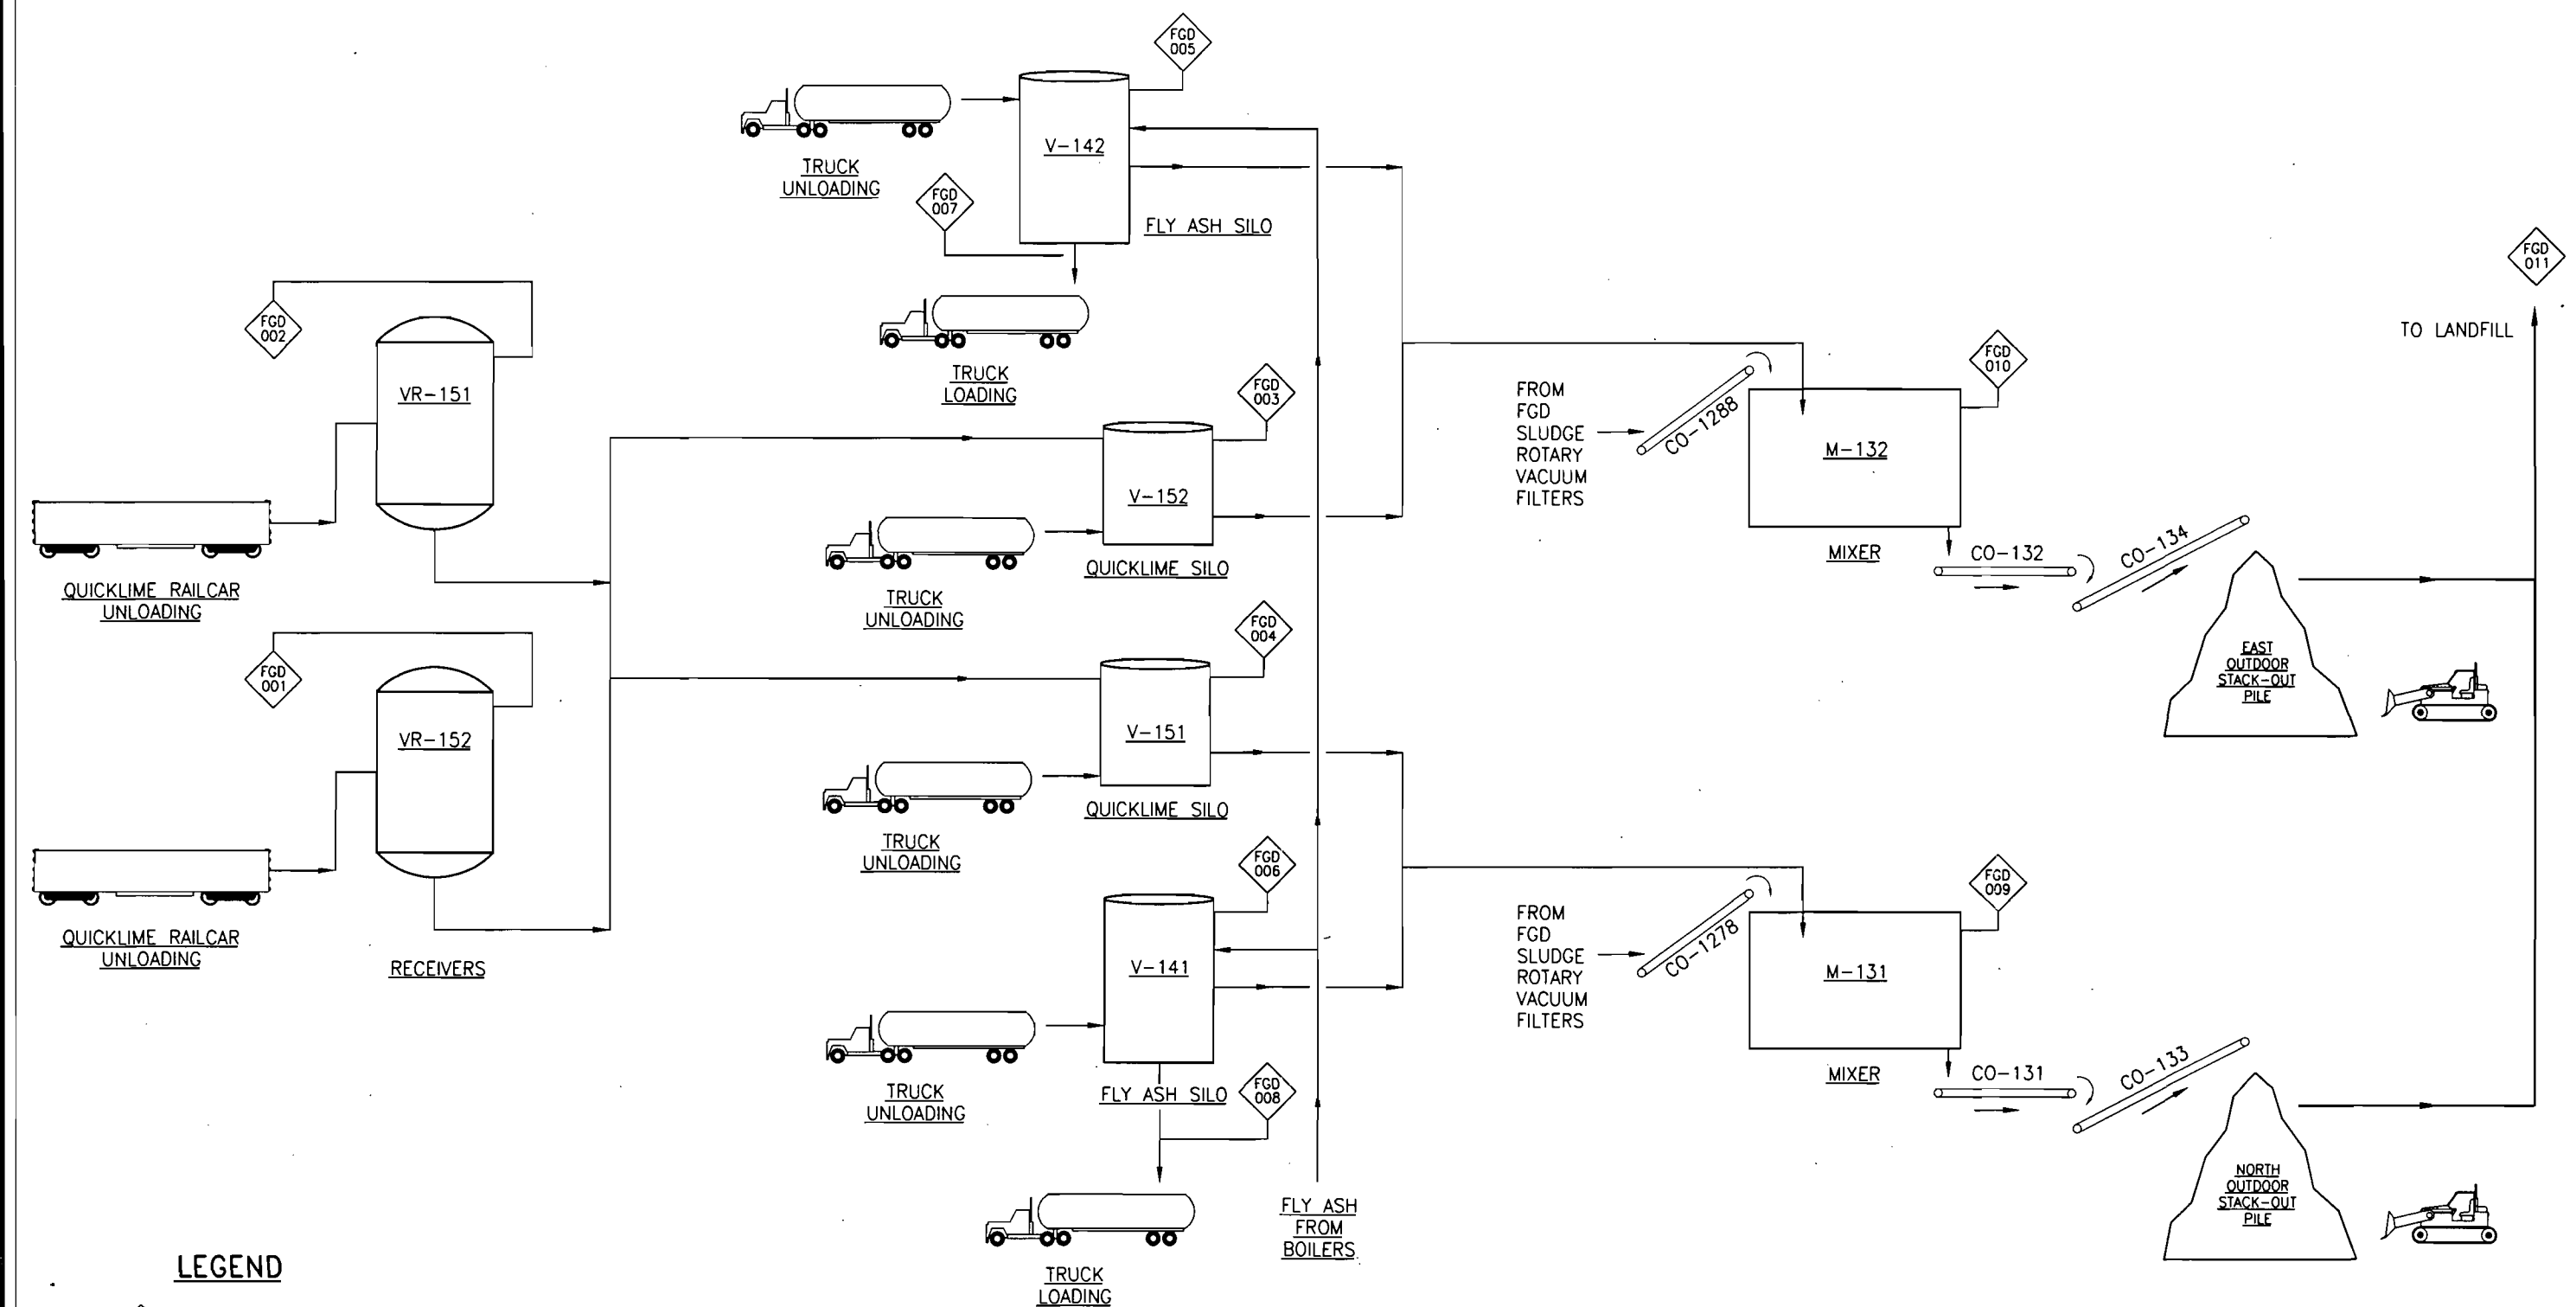 FGD
005
V-142
TRUCK
UNLOADING
FGD
007
FLY ASH SILO
FGD
011
TO LANDFILL
FGD
002
VR-151
TRUCK
LOADING
FGD
003
FGD
010
FROM
FGD
SLUDGE
ROTARY
VACUUM
FILTERS
CO-1288
M-132
V-152
MIXER
CO-132
CO-134
QUICKLIME RAILCAR
UNLOADING
QUICKLIME SILO
TRUCK
UNLOADING
FGD
004
EAST
OUTDOOR
STACK-OUT
PILE
FGD
001
VR-152
V-151
QUICKLIME SILO
TRUCK
UNLOADING
FGD
006
FGD
009
FROM
FGD
SLUDGE
ROTARY
VACUUM
FILTERS
CO-1278
M-131
QUICKLIME RAILCAR
UNLOADING
RECEIVERS
V-141
MIXER
CO-131
CO-133
TRUCK
UNLOADING
FLY ASH SILO
FGD
008
NORTH
OUTDOOR
STACK-OUT
PILE
FLY ASH
FROM
BOILERS
LEGEND
TRUCK
LOADING